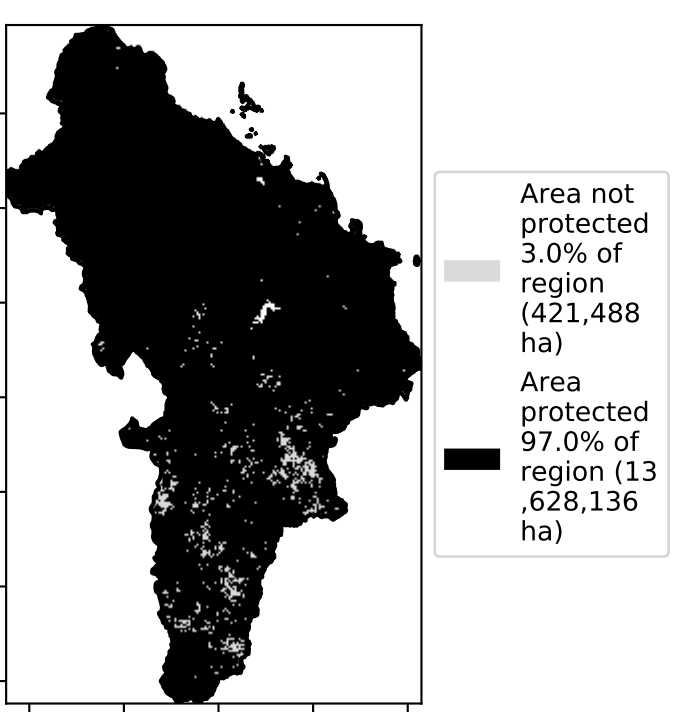 Area not
protected
3.0% of
region
(421,488
ha)
Area
protected
97.0% of
region (13
,628,136
ha)